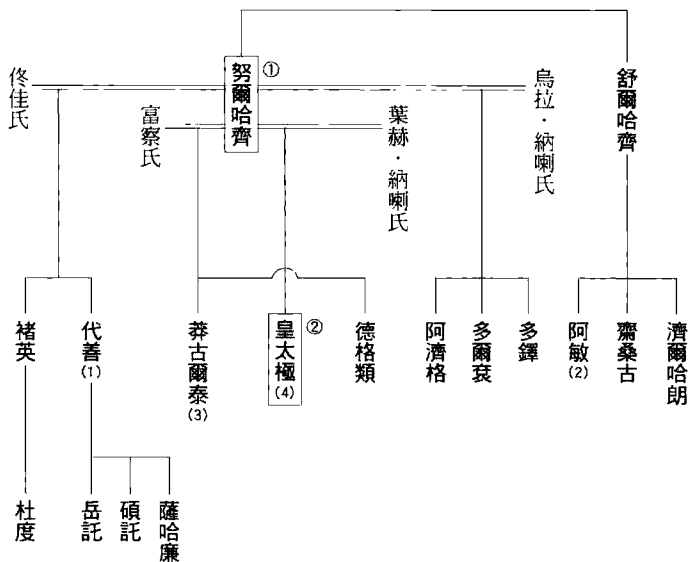 佟佳氏
努爾哈齊
①
富察氏
葉赫・納喇氏
烏拉・納喇氏
舒爾哈齊
褚英
代善
(1)
莽古爾泰
(3)
皇太極
(4)
②
德格類
阿濟格
多爾袞
多鐸
阿敏
(2)
齋桑古
濟爾哈朗
杜度
岳託
碩託
薩哈廉